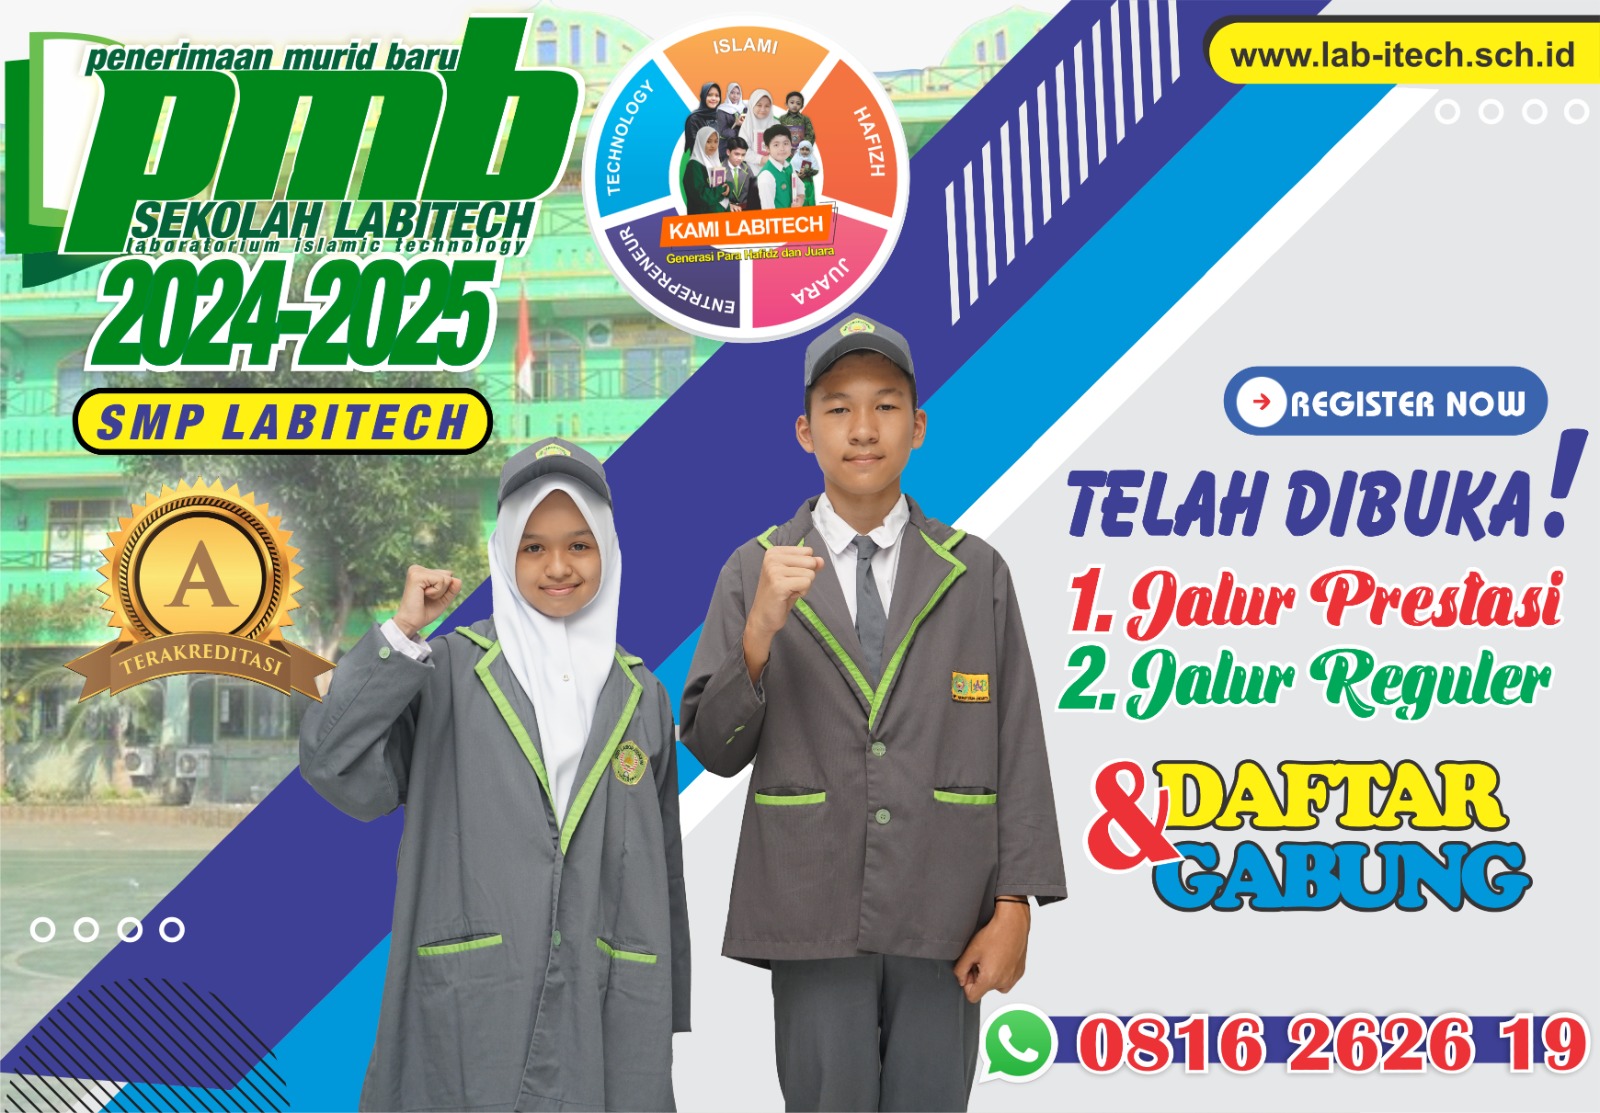 penerimaan murid baru
pmb
SEKOLAH LABITECH
laboratorium islamic technology
2024-2025
SMP LABITECH
A
TERAKREDITASI
ISLAMI
HAFIZH
JUARA
ENTREPRENEUR
TECHNOLOGY
KAMI LABITECH
Generasi Para Hafidz dan Juara
www.lab-itech.sch.id
REGISTER NOW
TELAH DIBUKA!
1. Jalur Prestasi
2. Jalur Reguler
& DAFTAR
GABUNG
0816 2626 19